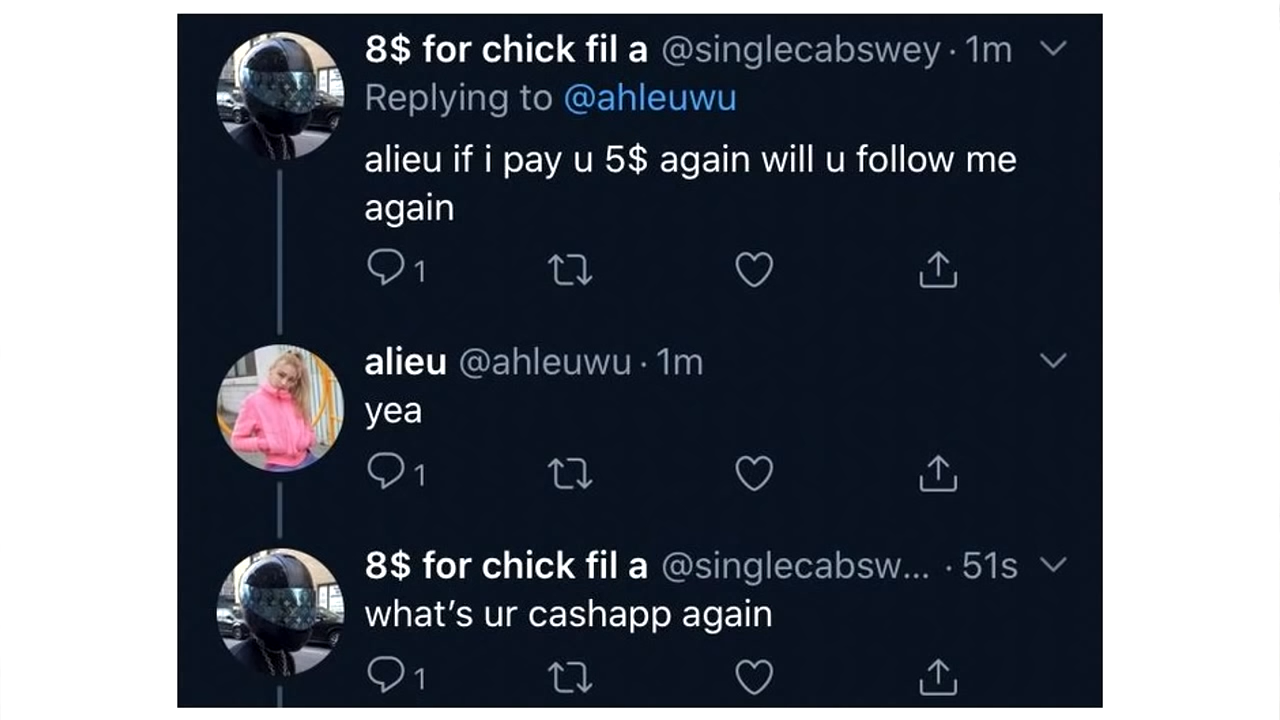 8$ for chick fil a @singlecabswey · 1m
Replying to @ahleuwu
alieu if i pay u 5$ again will u follow me
again
1
alieu @ahleuwu · 1m
yea
1
8$ for chick fil a @singlecabsw... · 51s
what’s ur cashapp again
1